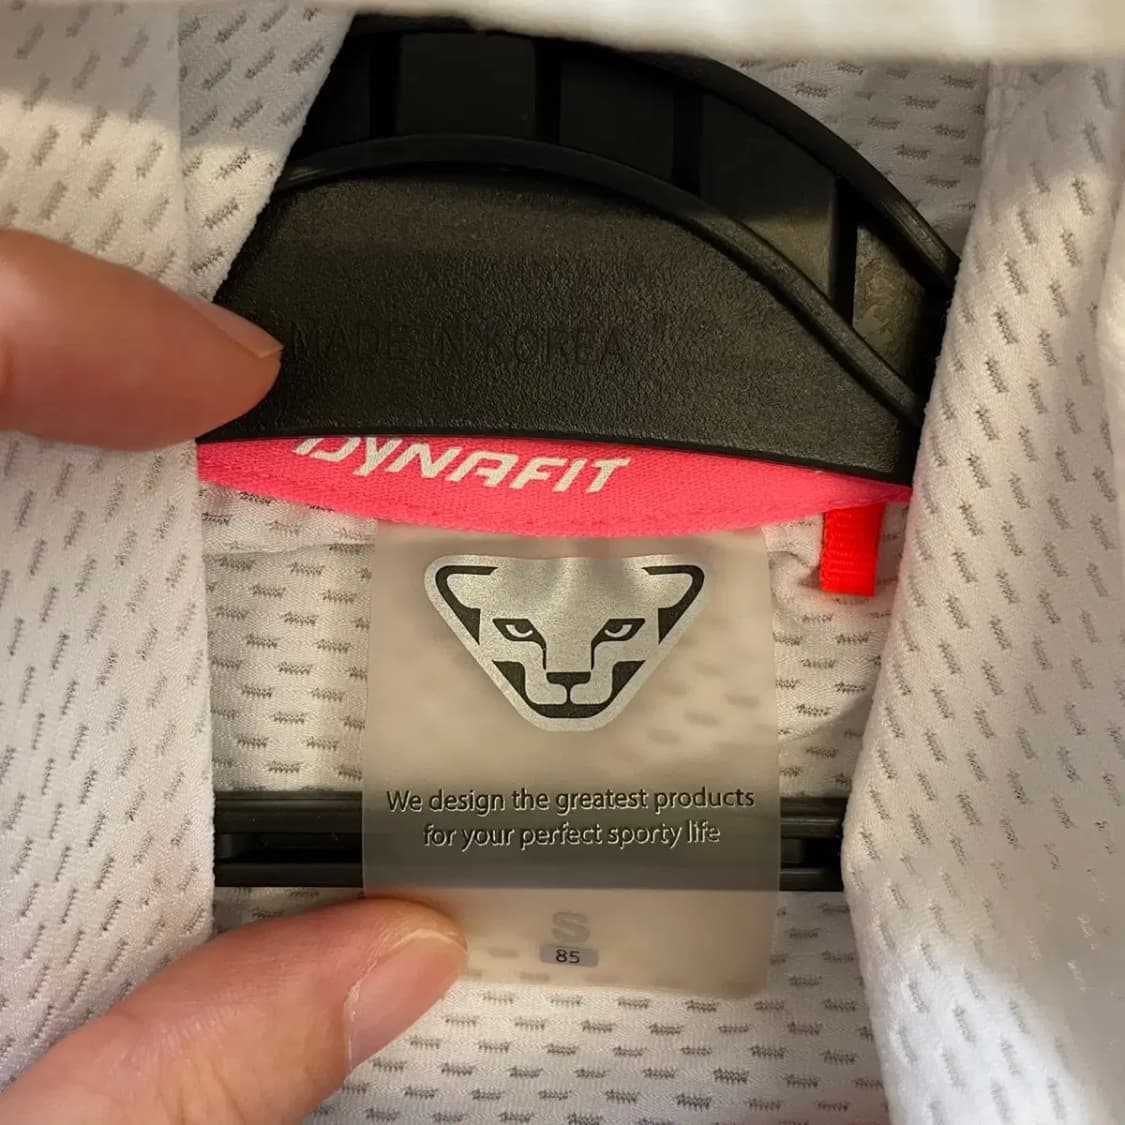 MADE IN KOREA
DYNAFIT
We design the greatest products
for your perfect sporty life
S
85